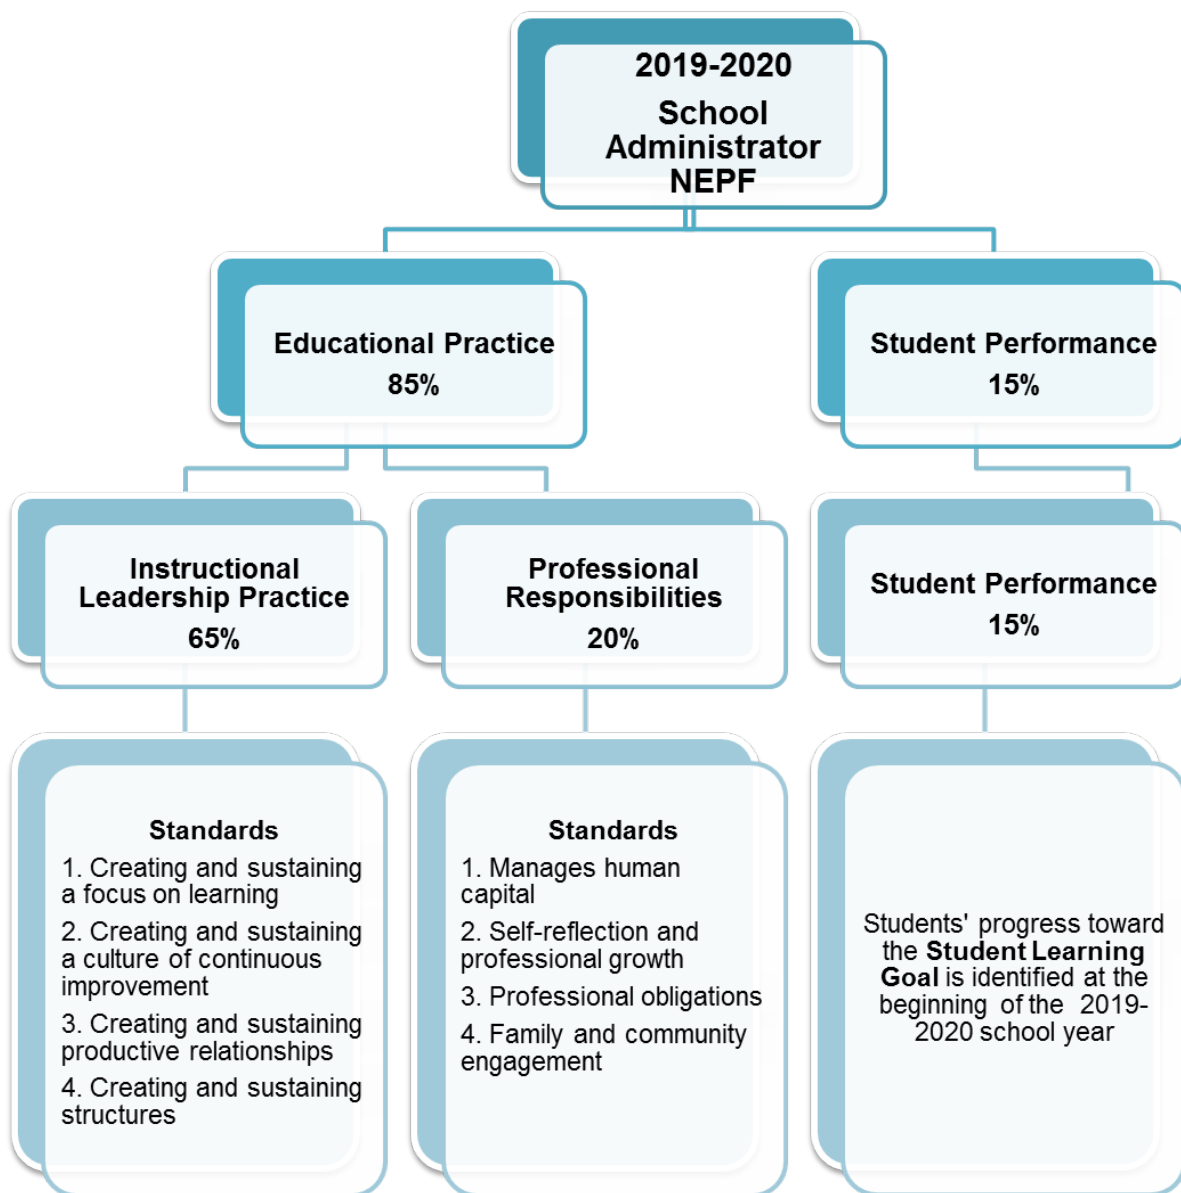 2019-2020
School
Administrator
NEPF
Educational Practice
85%
Student Performance
15%
Instructional
Leadership Practice
65%
Professional
Responsibilities
20%
Student Performance
15%
Standards
1. Creating and sustaining
a focus on learning
2. Creating and sustaining
a culture of continuous
improvement
3. Creating and sustaining
productive relationships
4. Creating and sustaining
structures
Standards
1. Manages human
capital
2. Self-reflection and
professional growth
3. Professional obligations
4. Family and community
engagement
Students' progress toward
the Student Learning
Goal is identified at the
beginning of the 2019-
2020 school year